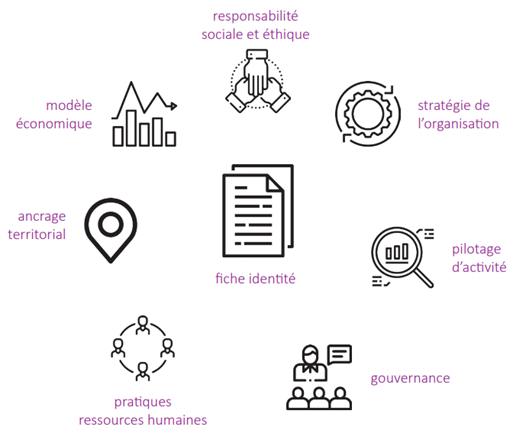 responsabilité
sociale et éthique
modèle
économique
stratégie de
l’organisation
ancrage
territorial
fiche identité
pilotage
d’activité
gouvernance
pratiques
ressources humaines